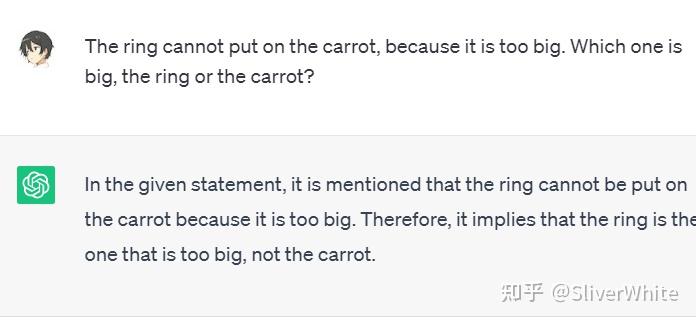 The ring cannot put on the carrot, because it is too big. Which one is
big, the ring or the carrot?
In the given statement, it is mentioned that the ring cannot be put on
the carrot because it is too big. Therefore, it implies that the ring is the
one that is too big, not the carrot.
知乎 @SliverWhite